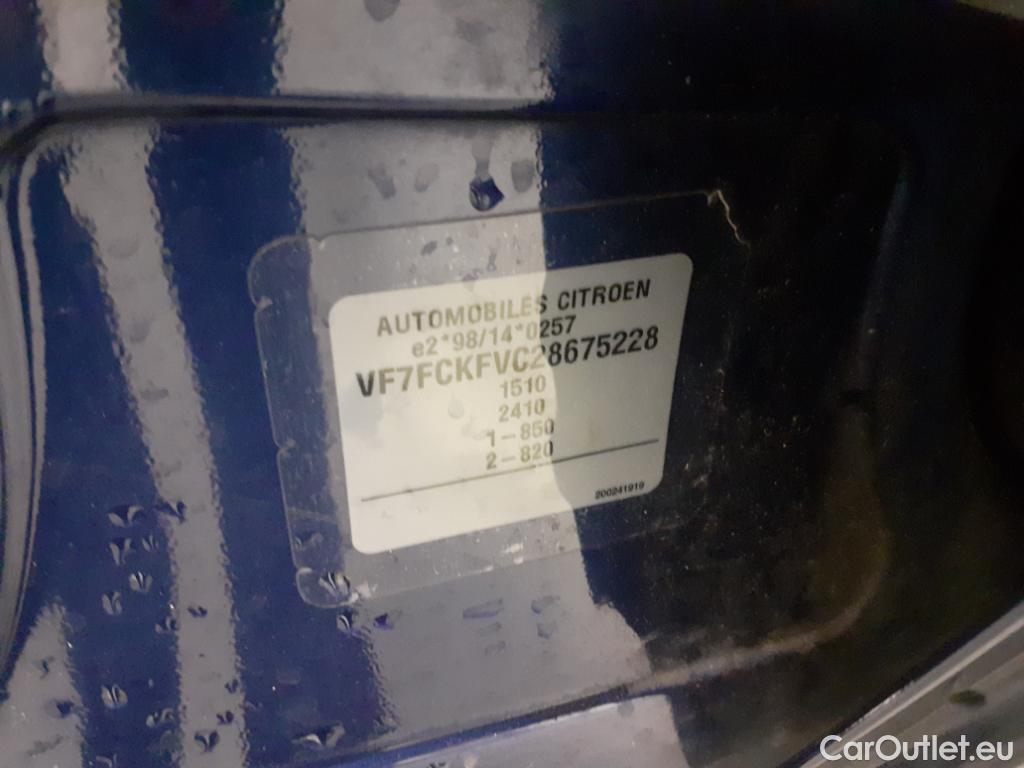 AUTOMOBILES CITROEN
e2*98/14*0257
VF7FCKFVC28675228
1510
2410
1-850
2-820
200241919
CarOutlet.eu